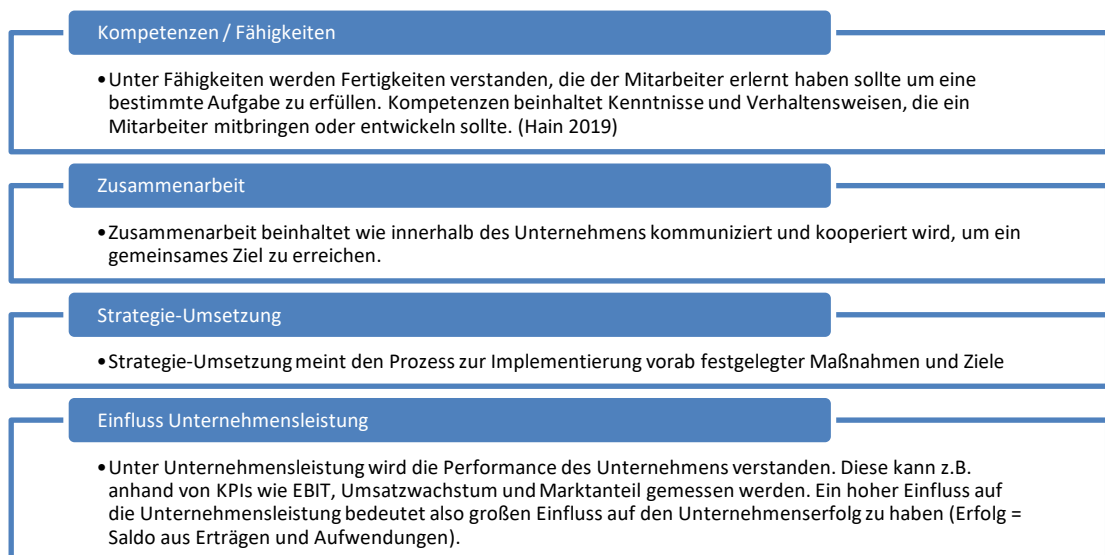 Kompetenzen / Fähigkeiten
•Unter Fähigkeiten werden Fertigkeiten verstanden, die der Mitarbeiter erlernt haben sollte um eine
bestimmte Aufgabe zu erfüllen. Kompetenzen beinhaltet Kenntnisse und Verhaltensweisen, die ein
Mitarbeiter mitbringen oder entwickeln sollte. (Hain 2019)
Zusammenarbeit
•Zusammenarbeit beinhaltet wie innerhalb des Unternehmens kommuniziert und kooperiert wird, um ein
gemeinsames Ziel zu erreichen.
Strategie-Umsetzung
•Strategie-Umsetzung meint den Prozess zur Implementierung vorab festgelegter Maßnahmen und Ziele
Einfluss Unternehmensleistung
•Unter Unternehmensleistung wird die Performance des Unternehmens verstanden. Diese kann z.B.
anhand von KPIs wie EBIT, Umsatzwachstum und Marktanteil gemessen werden. Ein hoher Einfluss auf
die Unternehmensleistung bedeutet also großen Einfluss auf den Unternehmenserfolg zu haben (Erfolg =
Saldo aus Erträgen und Aufwendungen).